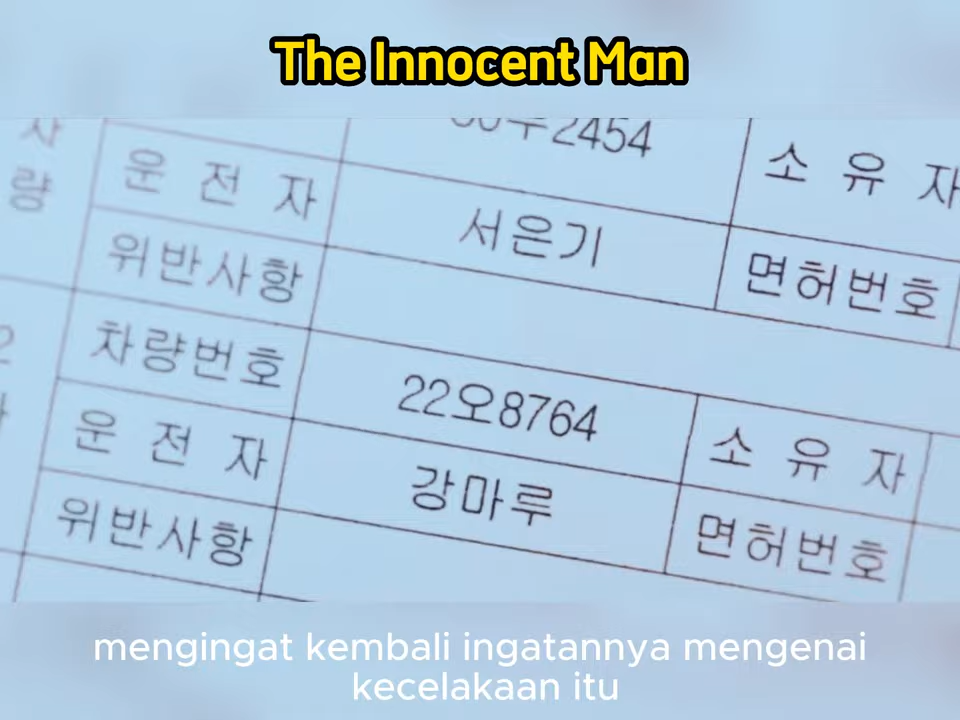 The Innocent Man
2454
소 유 자
운 전 자
서은기
면허번호
위반사항
차량번호
22오8764
소 유 자
운 전 자
강마루
면허번호
위반사항
mengingat kembali ingatannya mengenai
kecelakaan itu